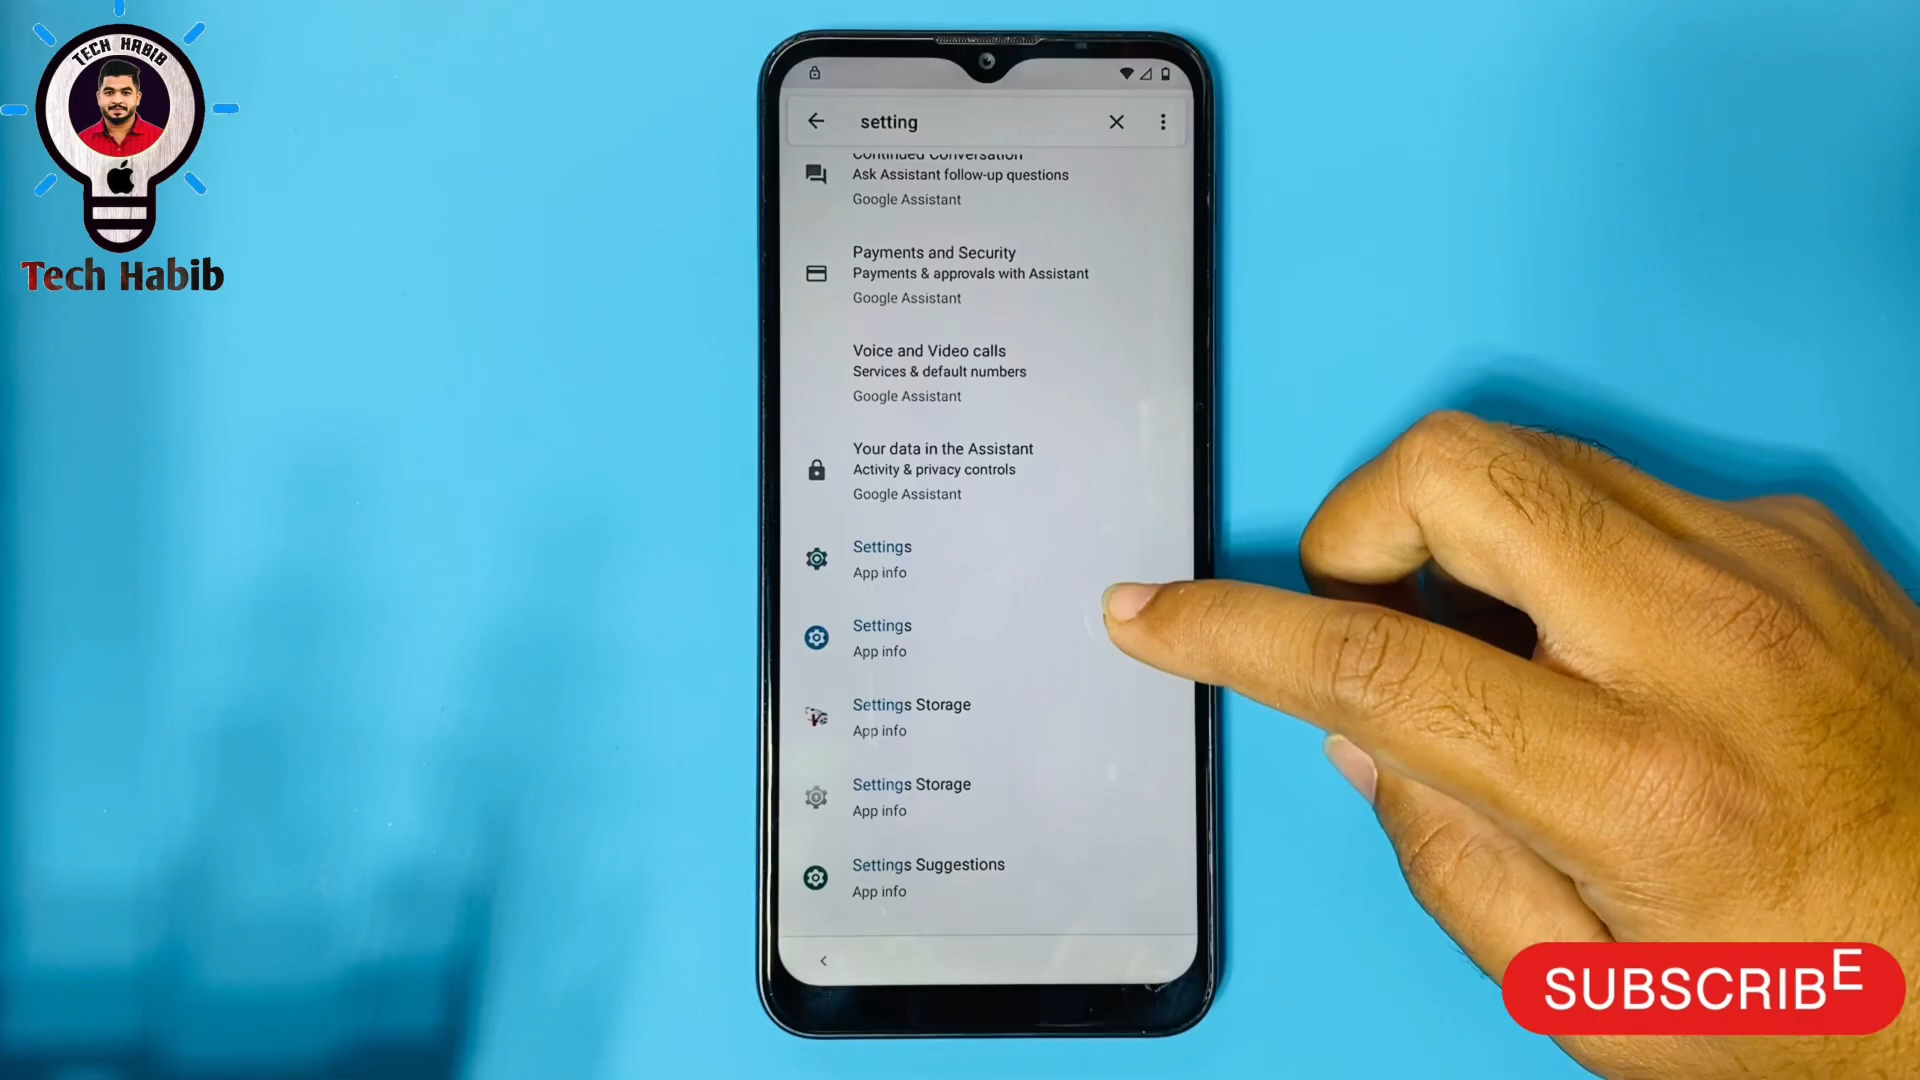 TECH HABIB
Tech Habib
setting
Continued Conversation
Ask Assistant follow-up questions
Google Assistant
Payments and Security
Payments & approvals with Assistant
Google Assistant
Voice and Video calls
Services & default numbers
Google Assistant
Your data in the Assistant
Activity & privacy controls
Google Assistant
Settings
App info
Settings
App info
Settings Storage
App info
Settings Storage
App info
Settings Suggestions
App info
SUBSCRIBE